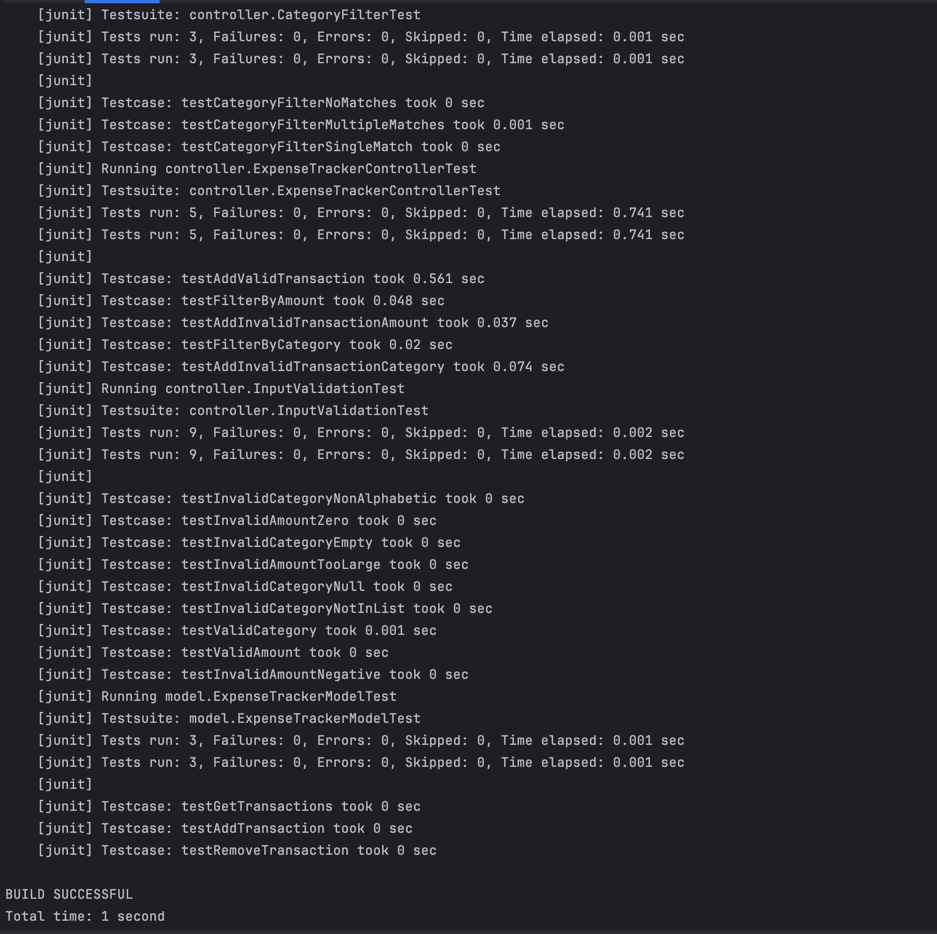 [junit] Testsuite: controller.CategoryFilterTest
[junit] Tests run: 3, Failures: 0, Errors: 0, Skipped: 0, Time elapsed: 0.001 sec
[junit] Tests run: 3, Failures: 0, Errors: 0, Skipped: 0, Time elapsed: 0.001 sec
[junit]
[junit] Testcase: testCategoryFilterNoMatches took 0 sec
[junit] Testcase: testCategoryFilterMultipleMatches took 0.001 sec
[junit] Testcase: testCategoryFilterSingleMatch took 0 sec
[junit] Running controller.ExpenseTrackerControllerTest
[junit] Testsuite: controller.ExpenseTrackerControllerTest
[junit] Tests run: 5, Failures: 0, Errors: 0, Skipped: 0, Time elapsed: 0.741 sec
[junit] Tests run: 5, Failures: 0, Errors: 0, Skipped: 0, Time elapsed: 0.741 sec
[junit]
[junit] Testcase: testAddValidTransaction took 0.561 sec
[junit] Testcase: testFilterByAmount took 0.048 sec
[junit] Testcase: testAddInvalidTransactionAmount took 0.037 sec
[junit] Testcase: testFilterByCategory took 0.02 sec
[junit] Testcase: testAddInvalidTransactionCategory took 0.074 sec
[junit] Running controller.InputValidationTest
[junit] Testsuite: controller.InputValidationTest
[junit] Tests run: 9, Failures: 0, Errors: 0, Skipped: 0, Time elapsed: 0.002 sec
[junit] Tests run: 9, Failures: 0, Errors: 0, Skipped: 0, Time elapsed: 0.002 sec
[junit]
[junit] Testcase: testInvalidCategoryNonAlphabetic took 0 sec
[junit] Testcase: testInvalidAmountZero took 0 sec
[junit] Testcase: testInvalidCategoryEmpty took 0 sec
[junit] Testcase: testInvalidAmountTooLarge took 0 sec
[junit] Testcase: testInvalidCategoryNull took 0 sec
[junit] Testcase: testInvalidCategoryNotInList took 0 sec
[junit] Testcase: testValidCategory took 0.001 sec
[junit] Testcase: testValidAmount took 0 sec
[junit] Testcase: testInvalidAmountNegative took 0 sec
[junit] Running model.ExpenseTrackerModelTest
[junit] Testsuite: model.ExpenseTrackerModelTest
[junit] Tests run: 3, Failures: 0, Errors: 0, Skipped: 0, Time elapsed: 0.001 sec
[junit] Tests run: 3, Failures: 0, Errors: 0, Skipped: 0, Time elapsed: 0.001 sec
[junit]
[junit] Testcase: testGetTransactions took 0 sec
[junit] Testcase: testAddTransaction took 0 sec
[junit] Testcase: testRemoveTransaction took 0 sec
BUILD SUCCESSFUL
Total time: 1 second